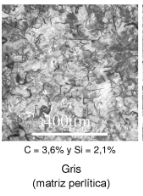 400µm
C = 3,6% y Si = 2,1%
Gris
(matriz perlítica)